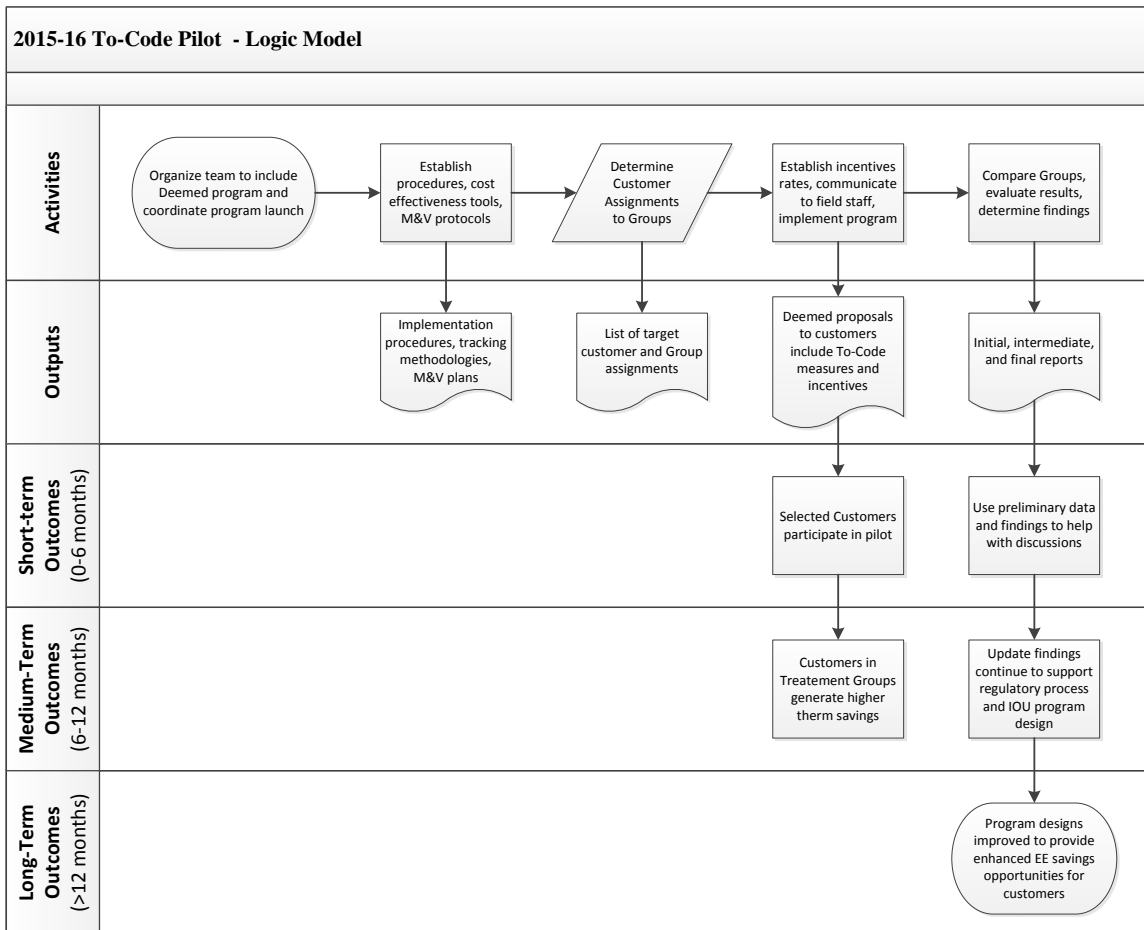 2015-16 To-Code Pilot - Logic Model
Activities
Organize team to include
Deemed program and
coordinate program launch
Establish
procedures, cost
effectiveness tools,
M&V protocols
Determine
Customer
Assignments
to Groups
Establish incentives
rates, communicate
to field staff,
implement program
Compare Groups,
evaluate results,
determine findings
Outputs
Implementation
procedures, tracking
methodologies,
M&V plans
List of target
customer and Group
assignments
Deemed proposals
to customers
include To-Code
measures and
incentives
Initial, intermediate,
and final reports
Short-term
Outcomes
(0-6 months)
Selected Customers
participate in pilot
Use preliminary data
and findings to help
with discussions
Medium-Term
Outcomes
(6-12 months)
Customers in
Treatement Groups
generate higher
therm savings
Update findings
continue to support
regulatory process
and IOU program
design
Long-Term
Outcomes
(>12 months)
Program designs
improved to provide
enhanced EE savings
opportunities for
customers